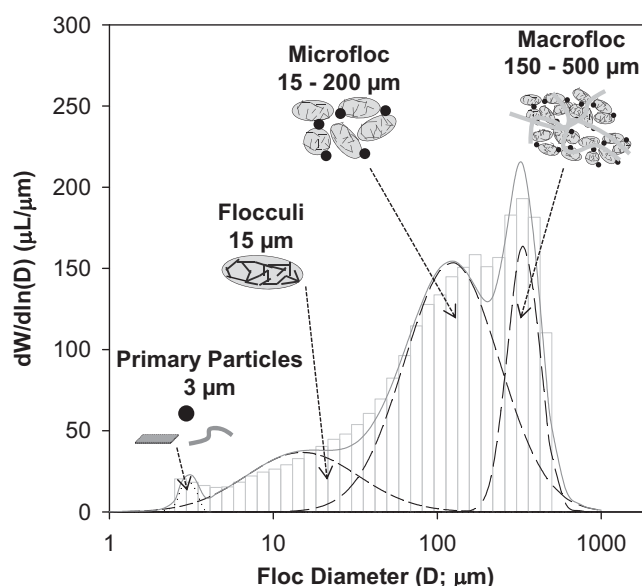 300
250
200
150
100
50
0
dW/dln(D) (μL/μm)
Microfloc
15 - 200 μm
Macrofloc
150 - 500 μm
Flocculi
15 μm
Primary Particles
3 μm
1
10
100
1000
Floc Diameter (D; μm)